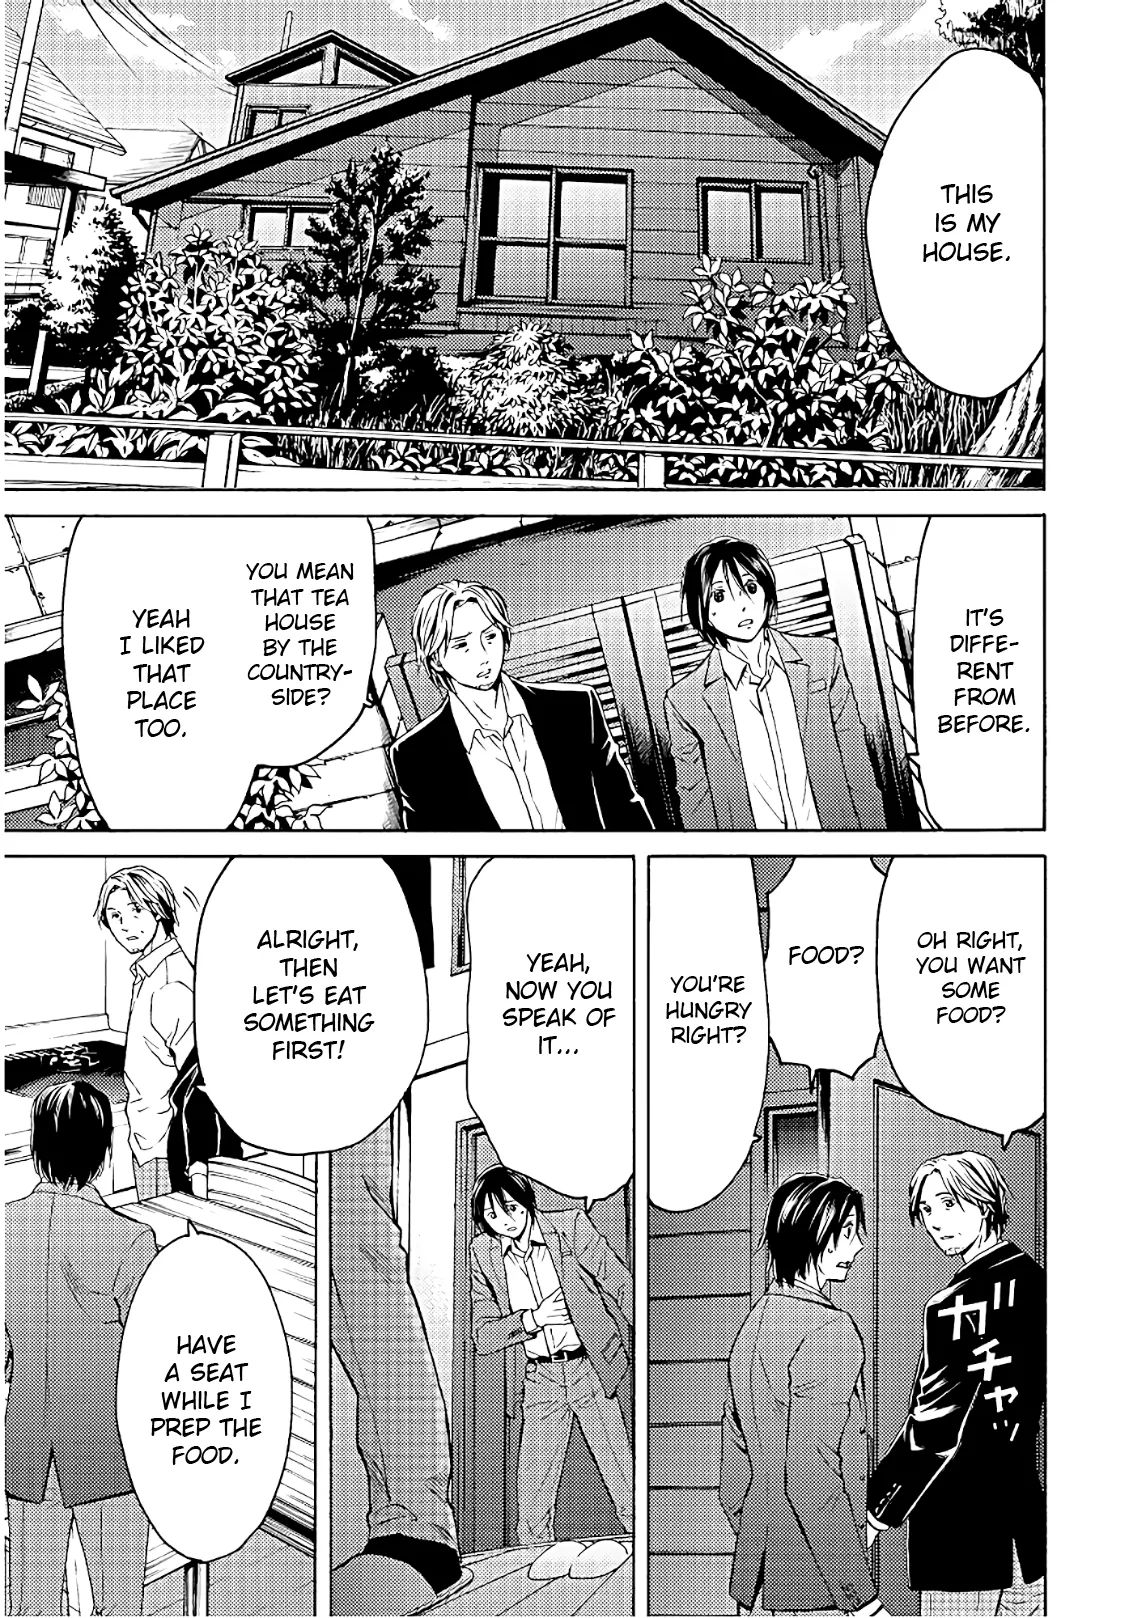 THIS
IS MY
HOUSE.
IT'S
DIFFE-
RENT
FROM
BEFORE.
YOU MEAN
THAT TEA
HOUSE
BY THE
COUNTRY-
SIDE?
YEAH
I LIKED
THAT
PLACE
TOO.
OH RIGHT,
YOU WANT
SOME
FOOD?
FOOD?
YOU'RE
HUNGRY
RIGHT?
ガチャッ
YEAH,
NOW YOU
SPEAK OF
IT...
ALRIGHT,
THEN
LET'S EAT
SOMETHING
FIRST!
HAVE
A SEAT
WHILE I
PREP THE
FOOD.